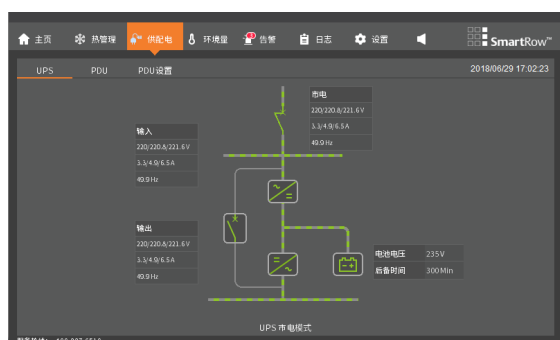 主页 热管理 供配电 环境量 告警 日志 设置 SmartRow™
UPS PDU PDU设置 2018/06/29 17:02:23
市电
220/220.8/221.6V
3.3/4.9/6.5A
49.9Hz
输入
220/220.8/221.6V
3.3/4.9/6.5A
49.9Hz
输出
220/220.8/221.6V
3.3/4.9/6.5A
49.9Hz
电池电压 235V
后备时间 300Min
UPS市电模式